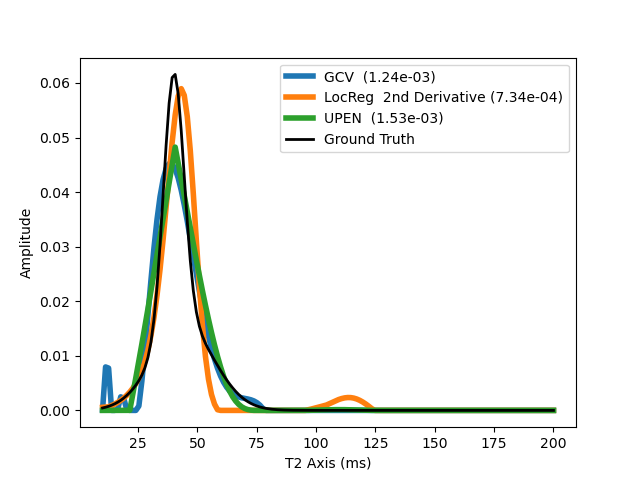 GCV  (1.24e-03)
LocReg  2nd Derivative (7.34e-04)
UPEN  (1.53e-03)
Ground Truth
Amplitude
0.06
0.05
0.04
0.03
0.02
0.01
0.00
25 50 75 100 125 150 175 200
T2 Axis (ms)